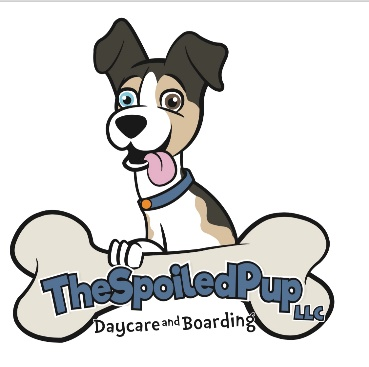 TheSpoiledPup LLC
Daycare and Boarding